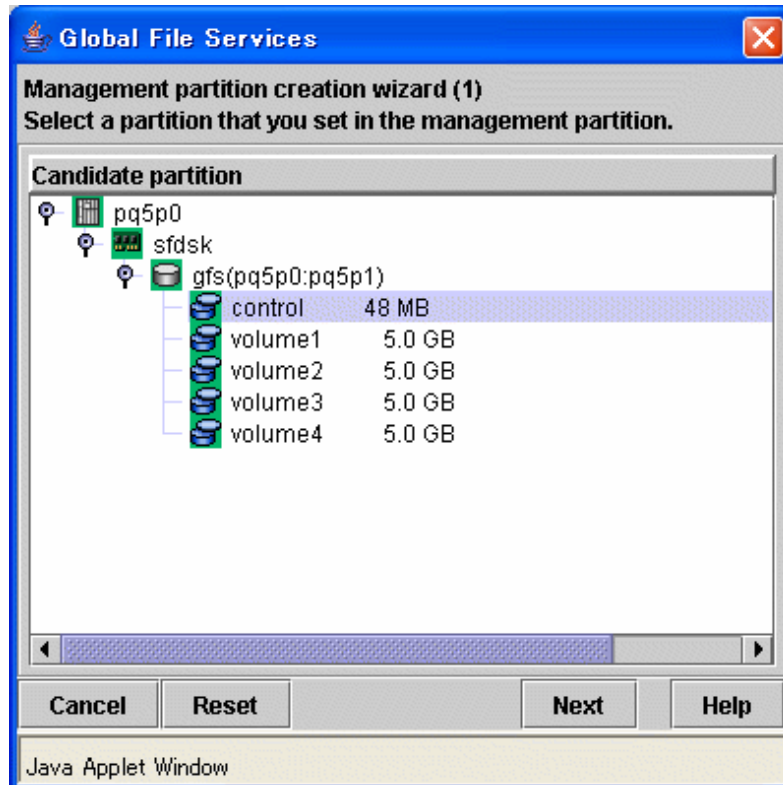 Global File Services
Management partition creation wizard (1)
Select a partition that you set in the management partition.
Candidate partition
pq5p0
sfdsk
gfs(pq5p0:pq5p1)
control 48 MB
volume1 5.0 GB
volume2 5.0 GB
volume3 5.0 GB
volume4 5.0 GB
Cancel Reset Next Help
Java Applet Window